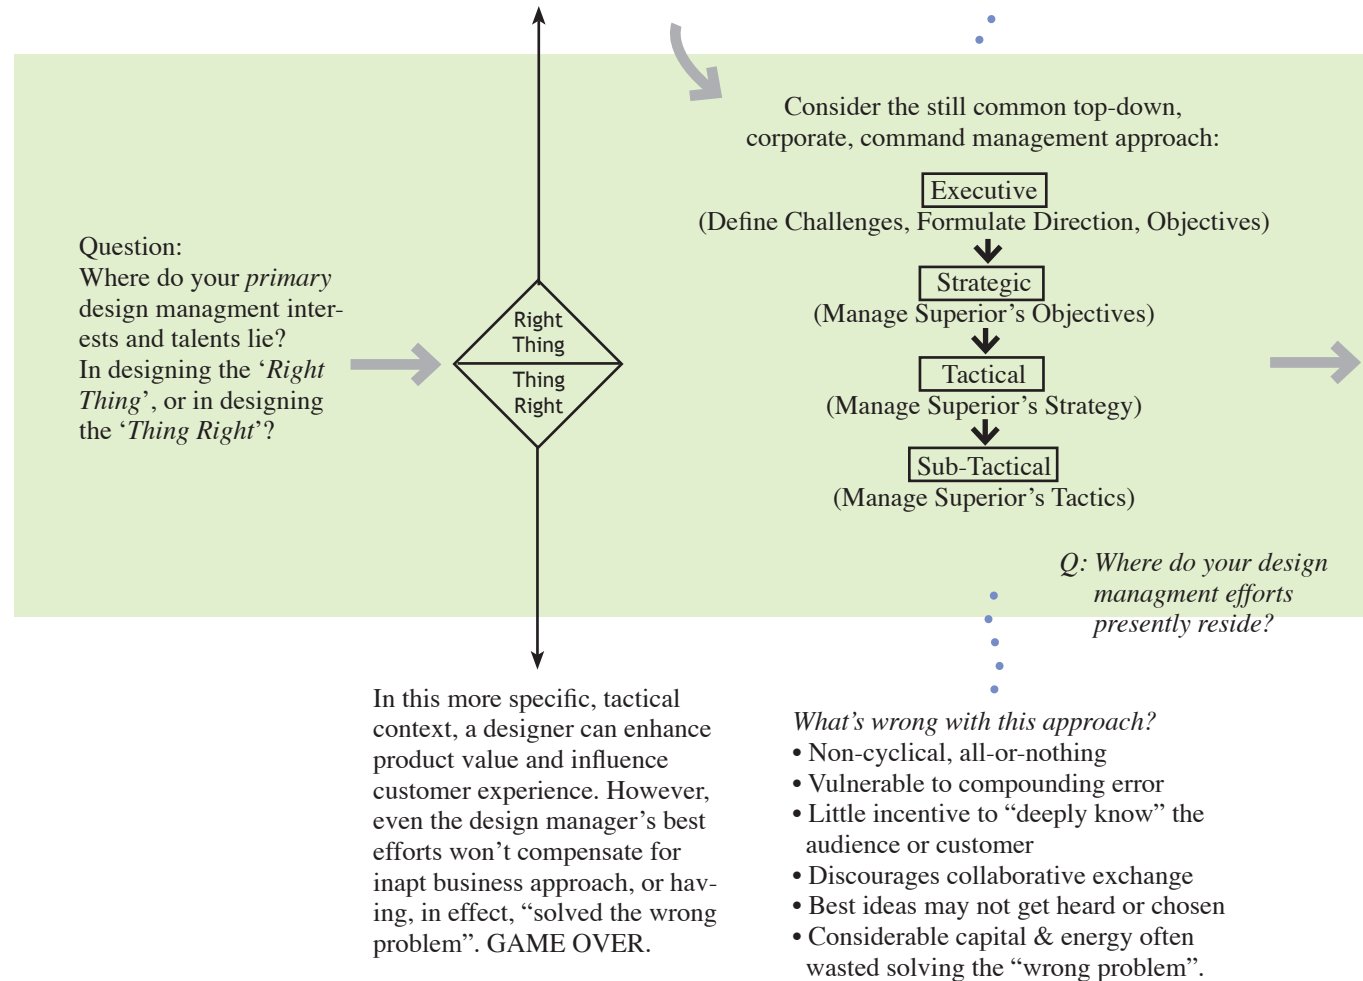 Question:
Where do your primary
design managment inter-
ests and talents lie?
In designing the ‘Right
Thing’, or in designing
the ‘Thing Right’?
Right
Thing
Thing
Right
In this more specific, tactical
context, a designer can enhance
product value and influence
customer experience. However,
even the design manager’s best
efforts won’t compensate for
inapt business approach, or hav-
ing, in effect, “solved the wrong
problem”. GAME OVER.
Consider the still common top-down,
corporate, command management approach:
Executive
(Define Challenges, Formulate Direction, Objectives)
Strategic
(Manage Superior’s Objectives)
Tactical
(Manage Superior’s Strategy)
Sub-Tactical
(Manage Superior’s Tactics)
Q: Where do your design
managment efforts
presently reside?
What’s wrong with this approach?
• Non-cyclical, all-or-nothing
• Vulnerable to compounding error
• Little incentive to “deeply know” the
audience or customer
• Discourages collaborative exchange
• Best ideas may not get heard or chosen
• Considerable capital & energy often
wasted solving the “wrong problem”.